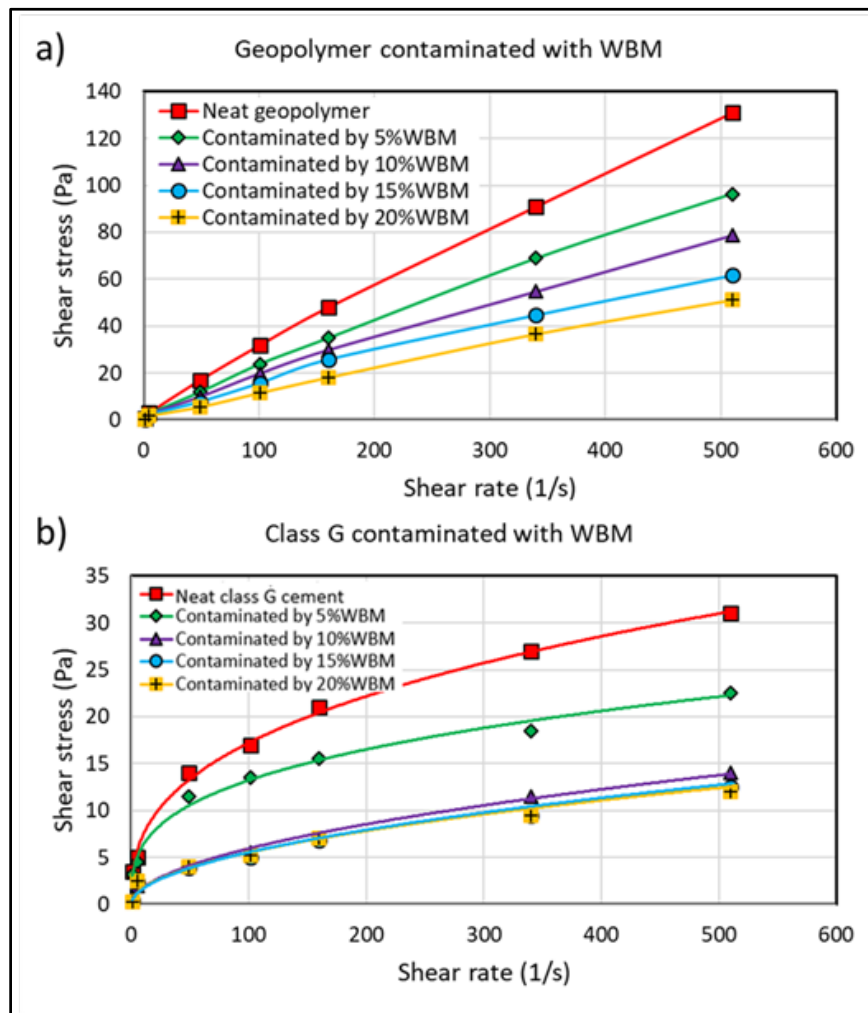 a)
Geopolymer contaminated with WBM
140
120
100
80
60
40
20
0
Shear stress (Pa)
Neat geopolymer
Contaminated by 5%WBM
Contaminated by 10%WBM
Contaminated by 15%WBM
Contaminated by 20%WBM
0 100 200 300 400 500 600
Shear rate (1/s)
b)
Class G contaminated with WBM
35
30
25
20
15
10
5
0
Shear stress (Pa)
Neat class G cement
Contaminated by 5%WBM
Contaminated by 10%WBM
Contaminated by 15%WBM
Contaminated by 20%WBM
0 100 200 300 400 500 600
Shear rate (1/s)